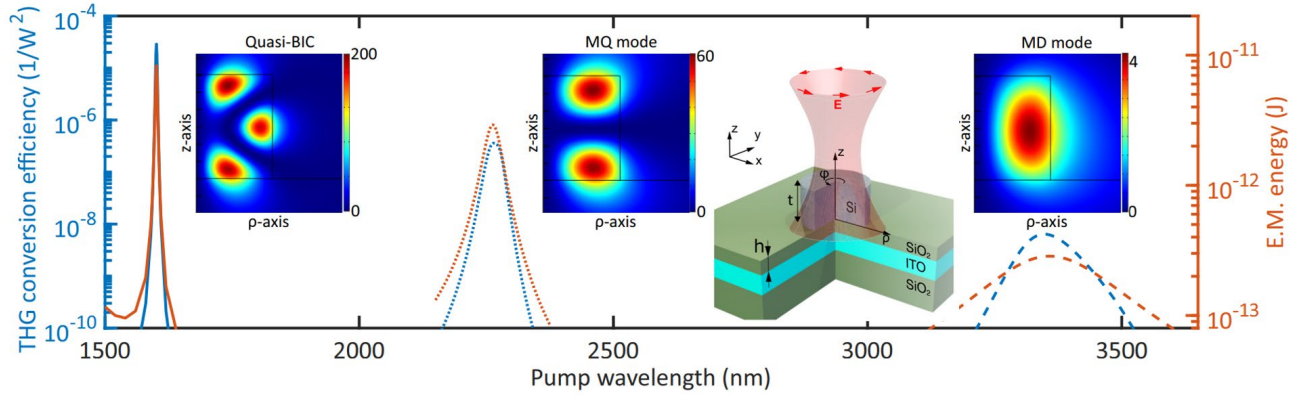 THG conversion efficiency (1/W²)
10⁻⁴
10⁻⁶
10⁻⁸
10⁻¹⁰
Quasi-BIC
200
0
z-axis
ρ-axis
MQ mode
60
0
z-axis
ρ-axis
E
z
y
x
z
φ
t
Si
ρ
h
SiO₂
ITO
SiO₂
MD mode
4
0
z-axis
ρ-axis
10⁻¹¹
10⁻¹²
10⁻¹³
E.M. energy (J)
1500 2000 2500 3000 3500
Pump wavelength (nm)